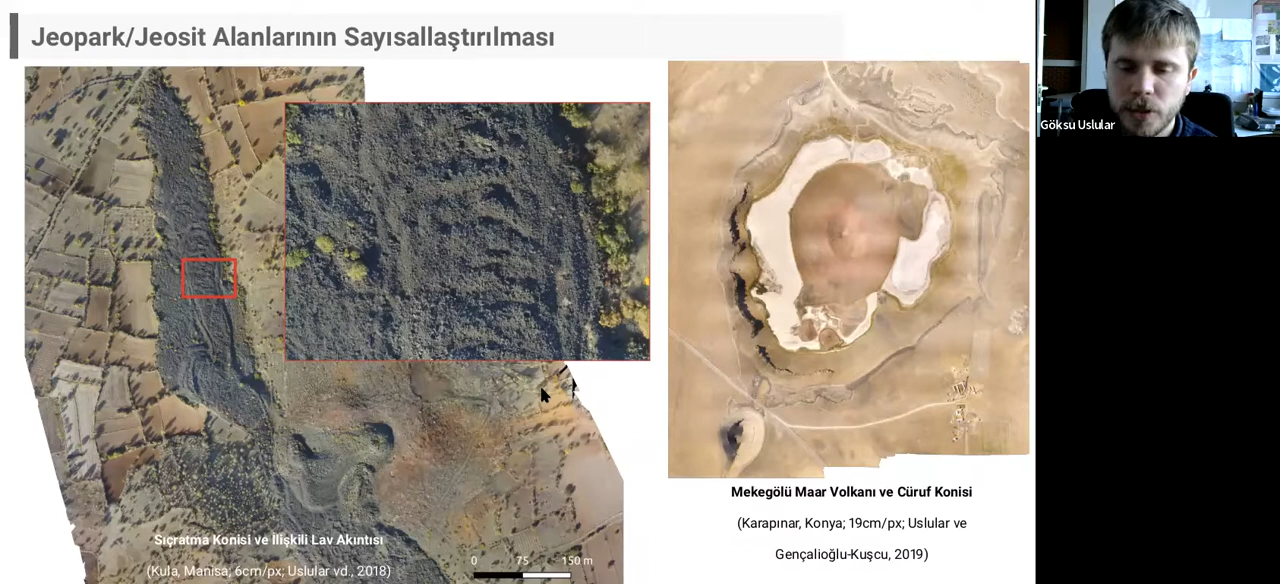 Jeopark/Jeosit Alanlarının Sayısallaştırılması
Göksu Uslular
Mekegölü Maar Volkanı ve Cüruf Konisi
(Karapınar, Konya; 19cm/px; Uslular ve
Gençalioğlu-Kuşcu, 2019)
Sıçratma Konisi ve İlişkili Lav Akıntısı
(Kula, Manisa; 6cm/px; Uslular vd., 2018)
0 75 150 m